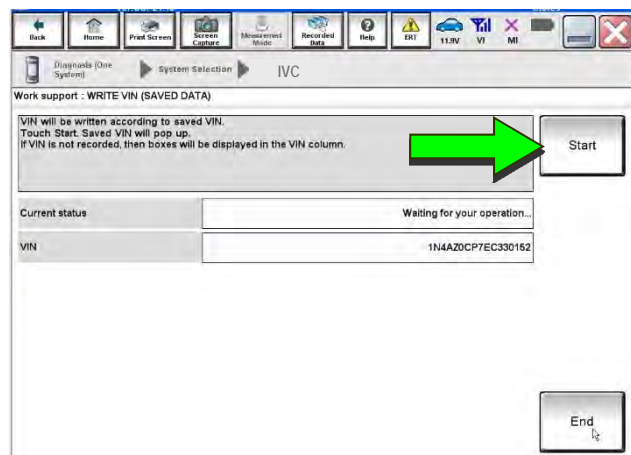 Back
Home
Print Screen
Screen Capture
Measurement Mode
Recorded Data
Help
ERT
11.9V
VI
MI
Diagnosis (One System)
System Selection
IVC
Work support : WRITE VIN (SAVED DATA)
VIN will be written according to saved VIN.
Touch Start. Saved VIN will pop up.
If VIN is not recorded, then boxes will be displayed in the VIN column.
Start
Current status
Waiting for your operation...
VIN
1N4AZ0CP7EC330152
End